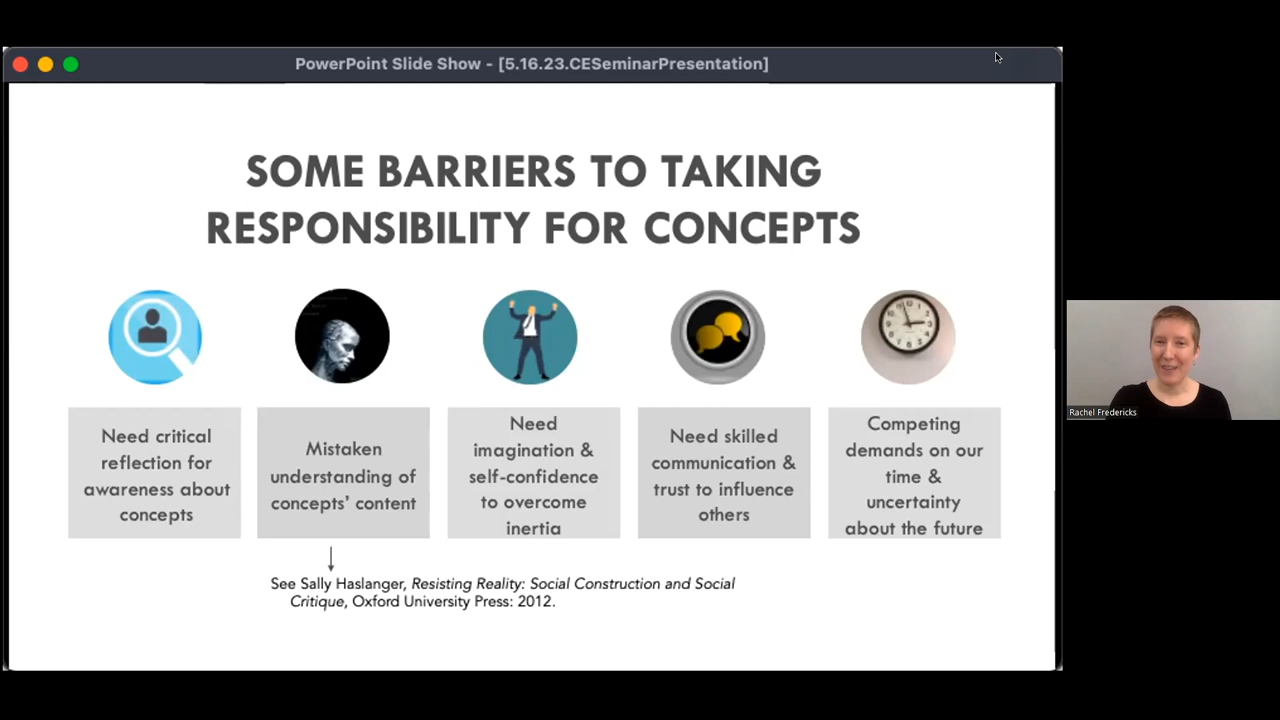 PowerPoint Slide Show - [5.16.23.CESeminarPresentation]
SOME BARRIERS TO TAKING
RESPONSIBILITY FOR CONCEPTS
Need critical
reflection for
awareness about
concepts
Mistaken
understanding of
concepts’ content
Need
imagination &
self-confidence
to overcome
inertia
Need skilled
communication &
trust to influence
others
Competing
demands on our
time &
uncertainty
about the future
See Sally Haslanger, Resisting Reality: Social Construction and Social
Critique, Oxford University Press: 2012.
Rachel Fredericks